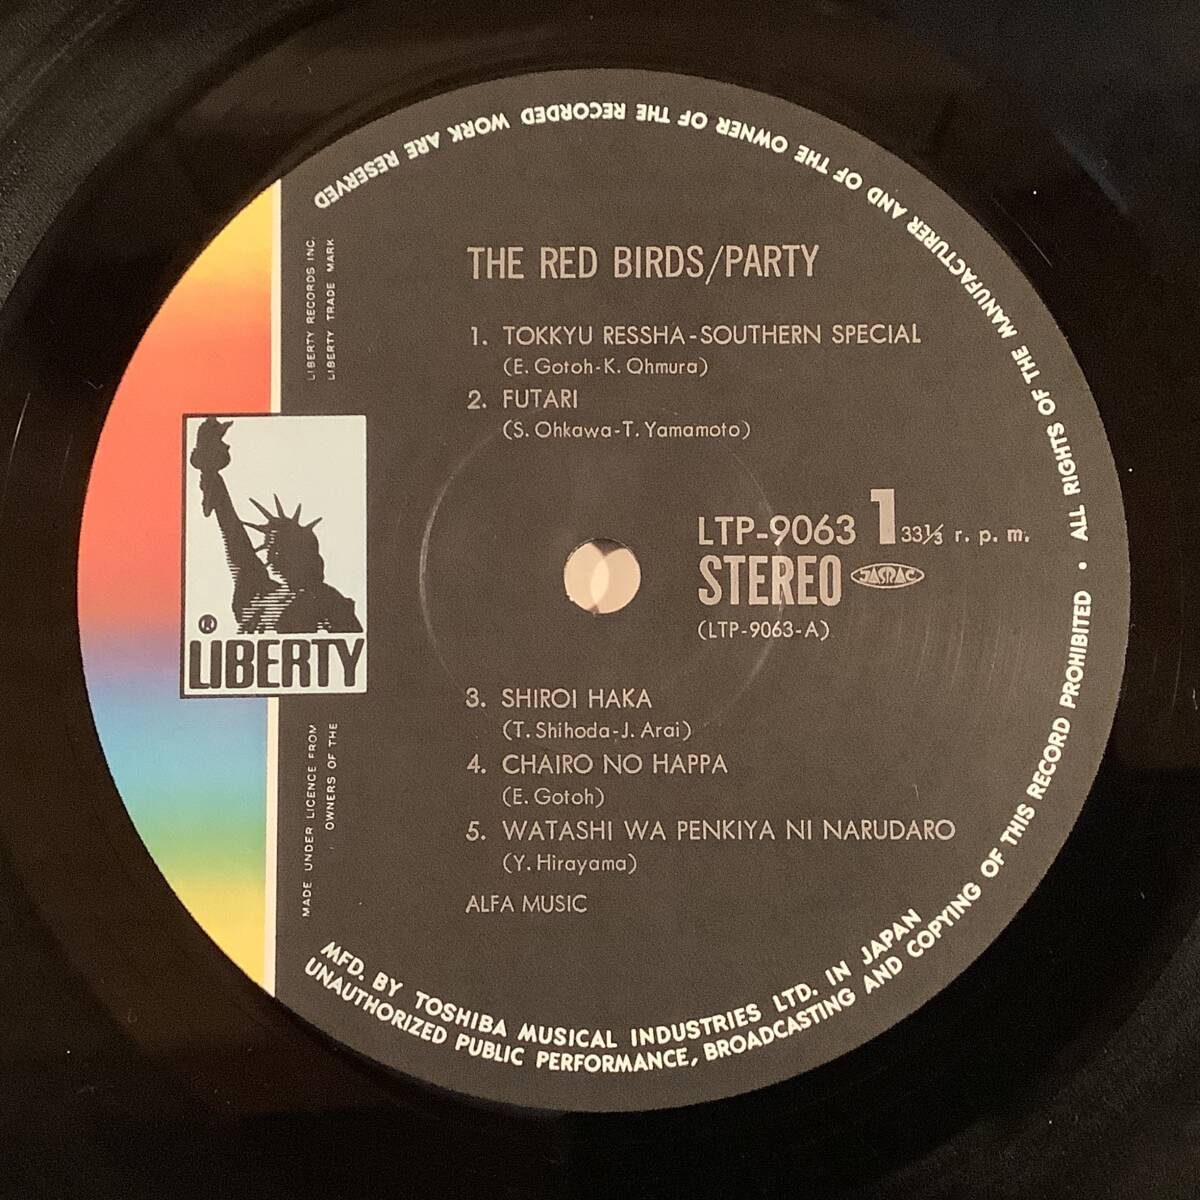 THE RED BIRDS/PARTY
1. TOKKYU RESSHA-SOUTHERN SPECIAL
(E. Gotoh-K. Ohmura)
2. FUTARI
(S. Ohkawa-T. Yamamoto)
LTP-9063 1 33⅓ r. p. m.
STEREO JASRAC
(LTP-9063-A)
3. SHIROI HAKA
(T. Shihoda-J. Arai)
4. CHAIRO NO HAPPA
(E. Gotoh)
5. WATASHI WA PENKIYA NI NARUDARO
(Y. Hirayama)
ALFA MUSIC
LIBERTY RECORDS INC.
LIBERTY TRADE MARK
®
LIBERTY
MADE UNDER LICENCE FROM
OWNERS OF THE
MFD. BY TOSHIBA MUSICAL INDUSTRIES LTD. IN JAPAN
UNAUTHORIZED PUBLIC PERFORMANCE, BROADCASTING AND COPYING OF THIS RECORD PROHIBITED • ALL RIGHTS OF THE MANUFACTURER AND OF THE OWNER OF THE RECORDED WORK ARE RESERVED